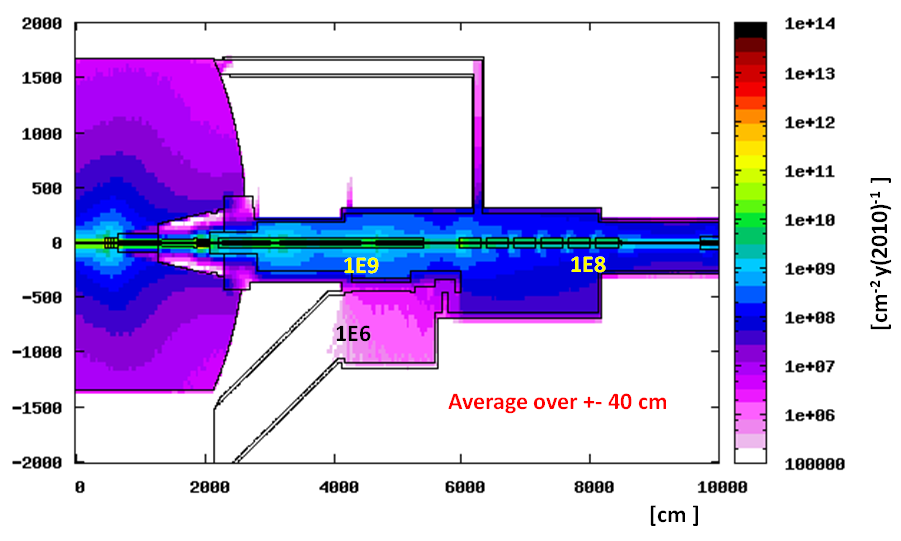 2000
1500
1000
500
0
-500
-1000
-1500
-2000
0
2000
4000
6000
8000
10000
[cm ]
1E9
1E8
1E6
Average over +- 40 cm
1e+14
1e+13
1e+12
1e+11
1e+10
1e+09
1e+08
1e+07
1e+06
100000
[cm-2 y(2010)-1 ]